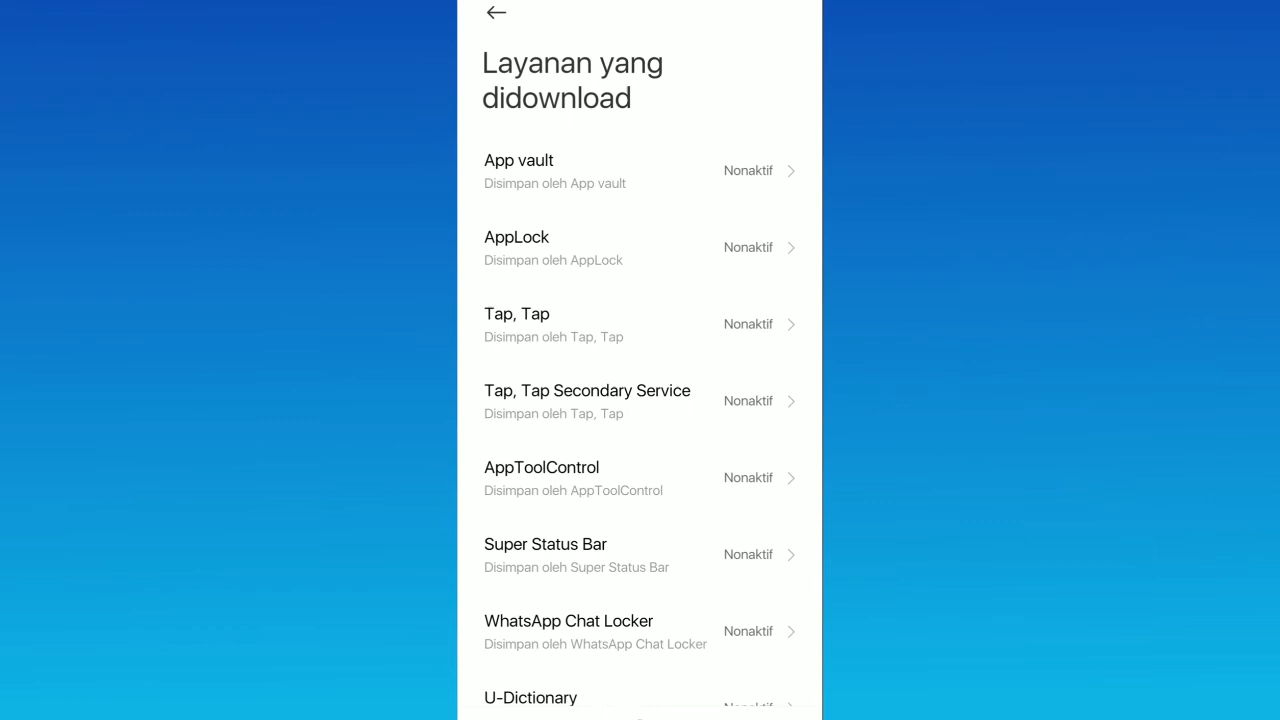 Layanan yang
didownload
App vault
Disimpan oleh App vault
Nonaktif
AppLock
Disimpan oleh AppLock
Nonaktif
Tap, Tap
Disimpan oleh Tap, Tap
Nonaktif
Tap, Tap Secondary Service
Disimpan oleh Tap, Tap
Nonaktif
AppToolControl
Disimpan oleh AppToolControl
Nonaktif
Super Status Bar
Disimpan oleh Super Status Bar
Nonaktif
WhatsApp Chat Locker
Disimpan oleh WhatsApp Chat Locker
Nonaktif
U-Dictionary
Nonaktif